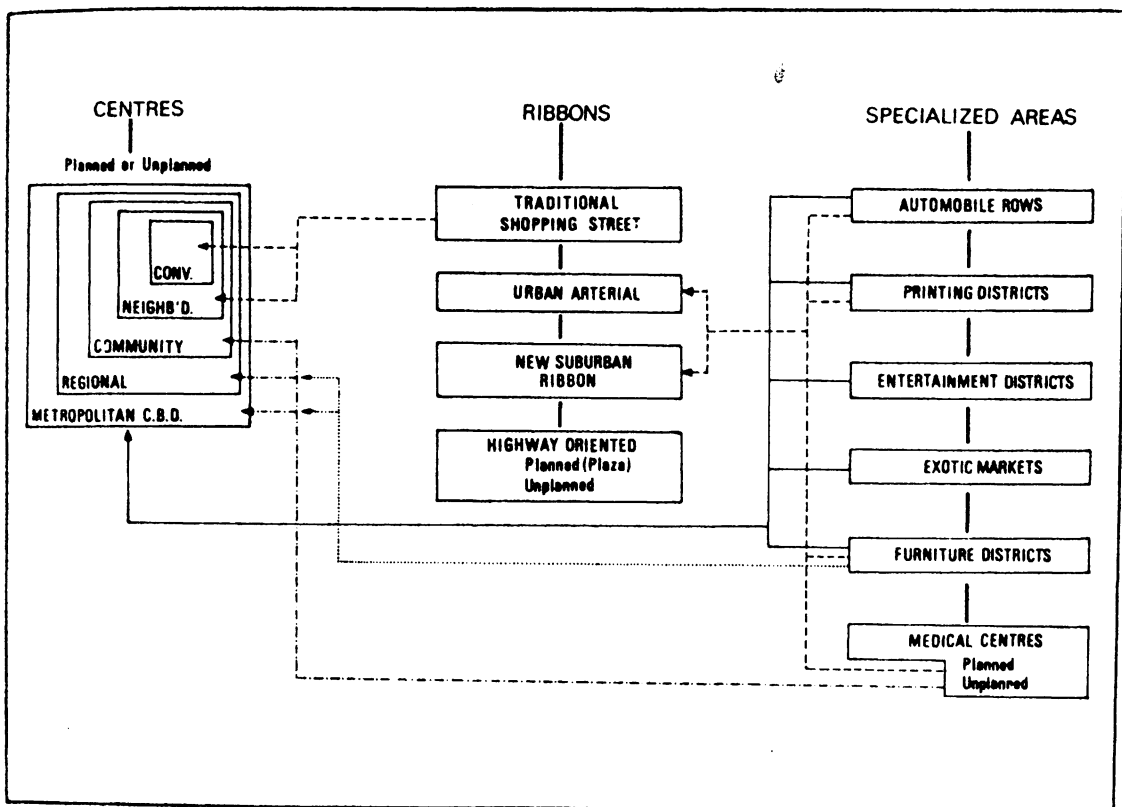 CENTRES
Planned or Unplanned
CONV.
NEIGHB'D.
COMMUNITY
REGIONAL
METROPOLITAN C.B.D.
RIBBONS
TRADITIONAL
SHOPPING STREET
URBAN ARTERIAL
NEW SUBURBAN
RIBBON
HIGHWAY ORIENTED
Planned (Plaza)
Unplanned
SPECIALIZED AREAS
AUTOMOBILE ROWS
PRINTING DISTRICTS
ENTERTAINMENT DISTRICTS
EXOTIC MARKETS
FURNITURE DISTRICTS
MEDICAL CENTRES
Planned
Unplanned